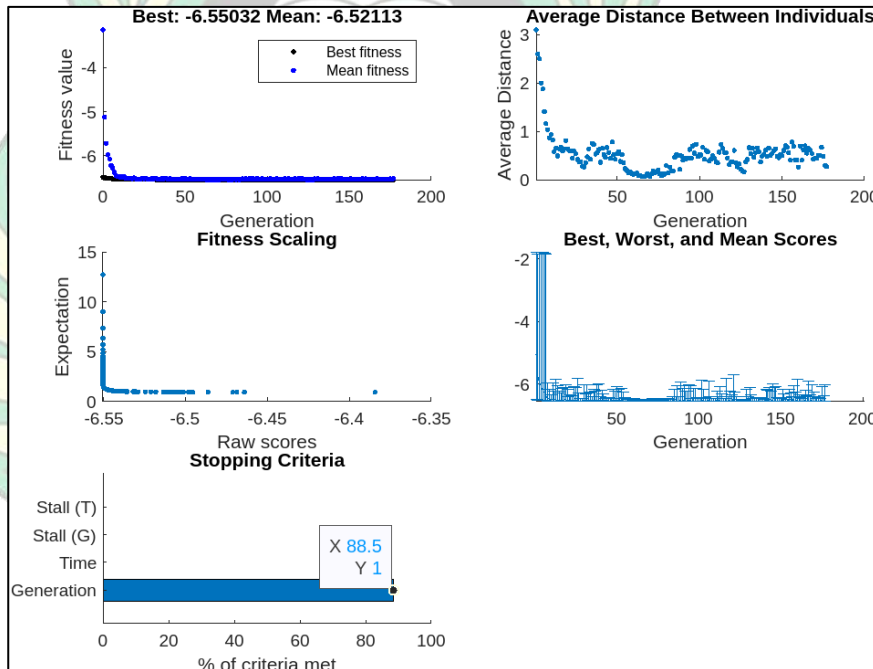 Best: -6.55032 Mean: -6.52113
Fitness value
-4
-5
-6
Best fitness
Mean fitness
0
50
100
150
200
Generation
Average Distance Between Individuals
Average Distance
3
2
1
0
50
100
150
200
Generation
Fitness Scaling
Expectation
15
10
5
0
-6.55
-6.5
-6.45
-6.4
-6.35
Raw scores
Best, Worst, and Mean Scores
-2
-4
-6
50
100
150
200
Generation
Stopping Criteria
Stall (T)
Stall (G)
Time
Generation
X 88.5
Y 1
0
20
40
60
80
100
% of criteria met